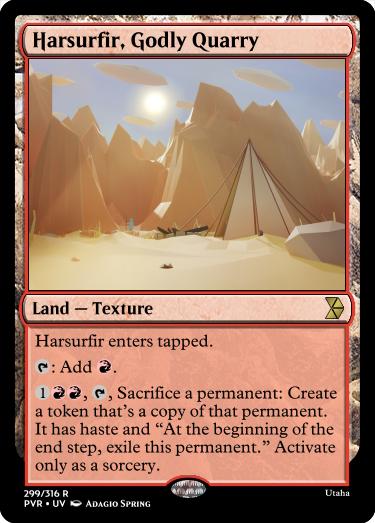 Harsurfir, Godly Quarry
Land — Texture
Harsurfir enters tapped.
: Add .
1, , Sacrifice a permanent: Create
a token that's a copy of that permanent.
It has haste and “At the beginning of
the end step, exile this permanent.” Activate
only as a sorcery.
299/316 R
Utaha
PVR • UV Adagio Spring